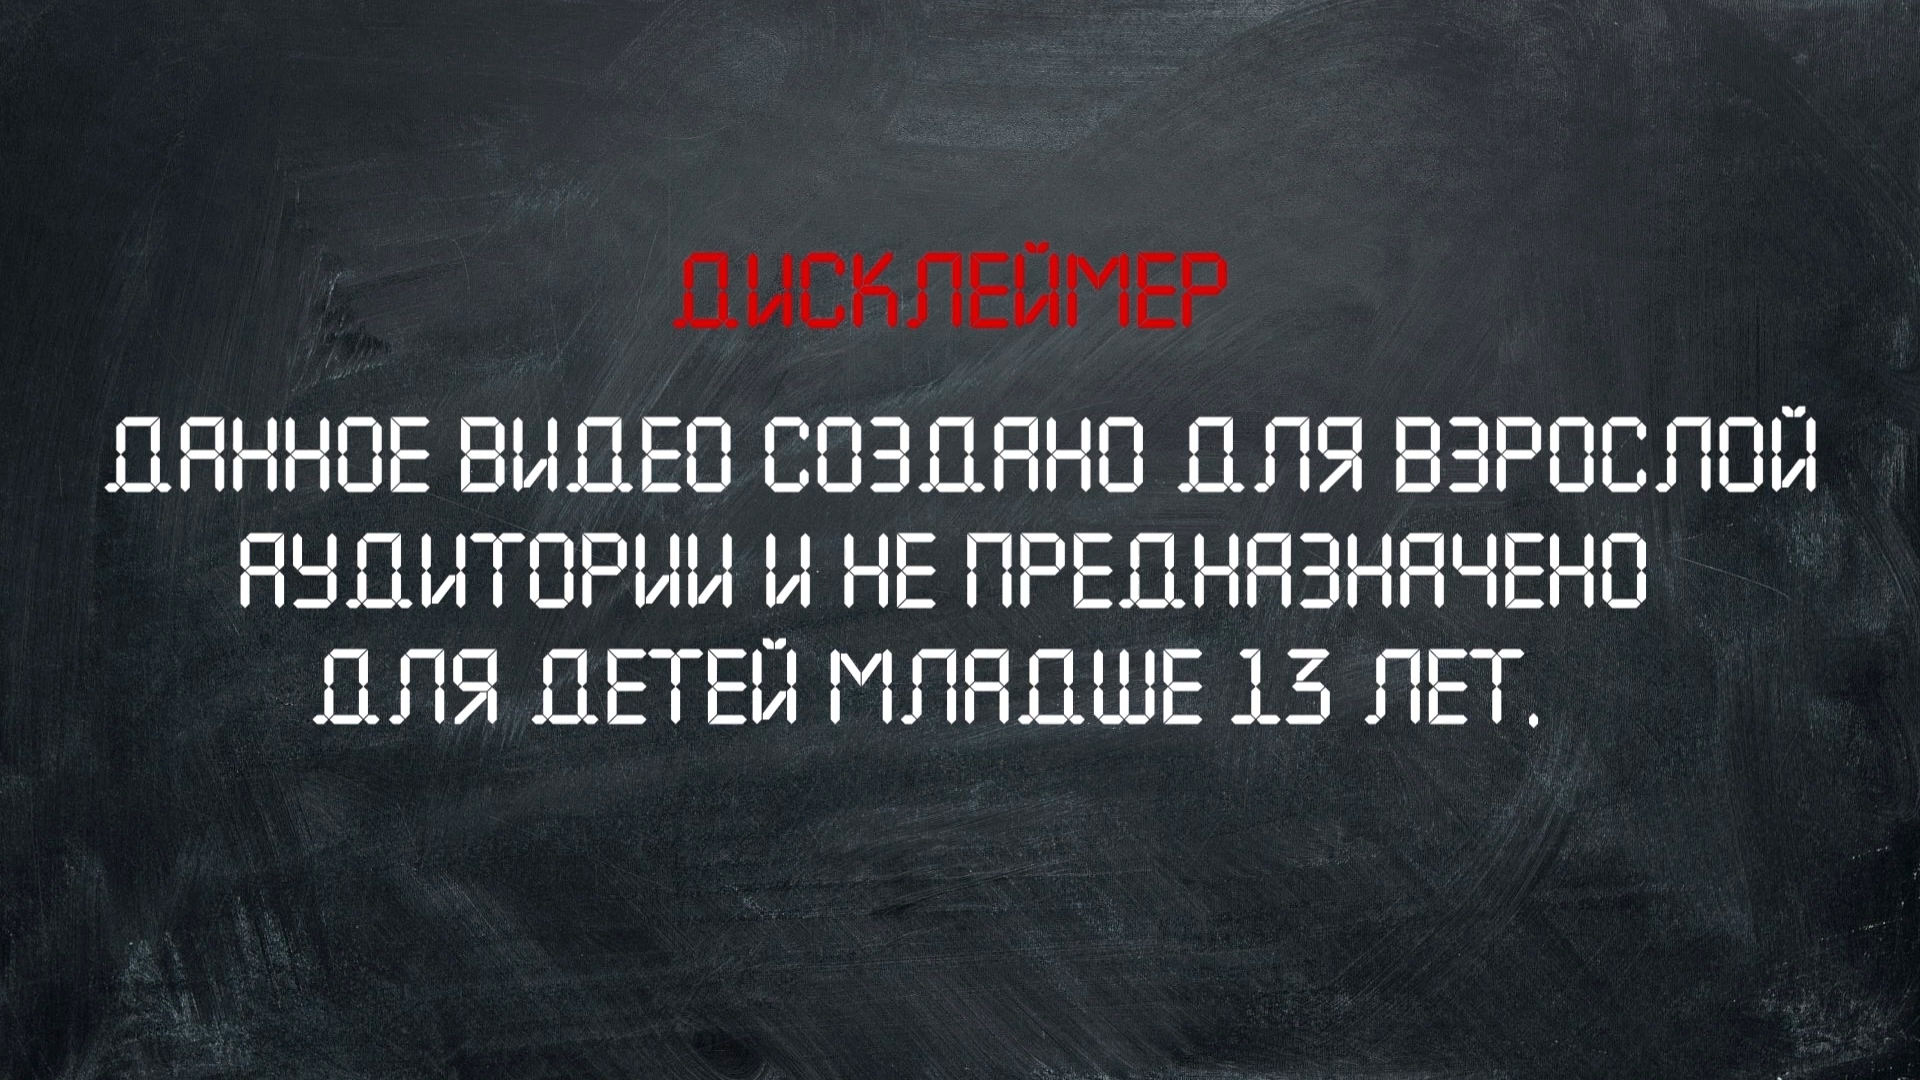 ДИСКЛЕЙМЕР
ДАННОЕ ВИДЕО СОЗДАНО ДЛЯ ВЗРОСЛОЙ
АУДИТОРИИ И НЕ ПРЕДНАЗНАЧЕНО
ДЛЯ ДЕТЕЙ МЛАДШЕ 13 ЛЕТ.